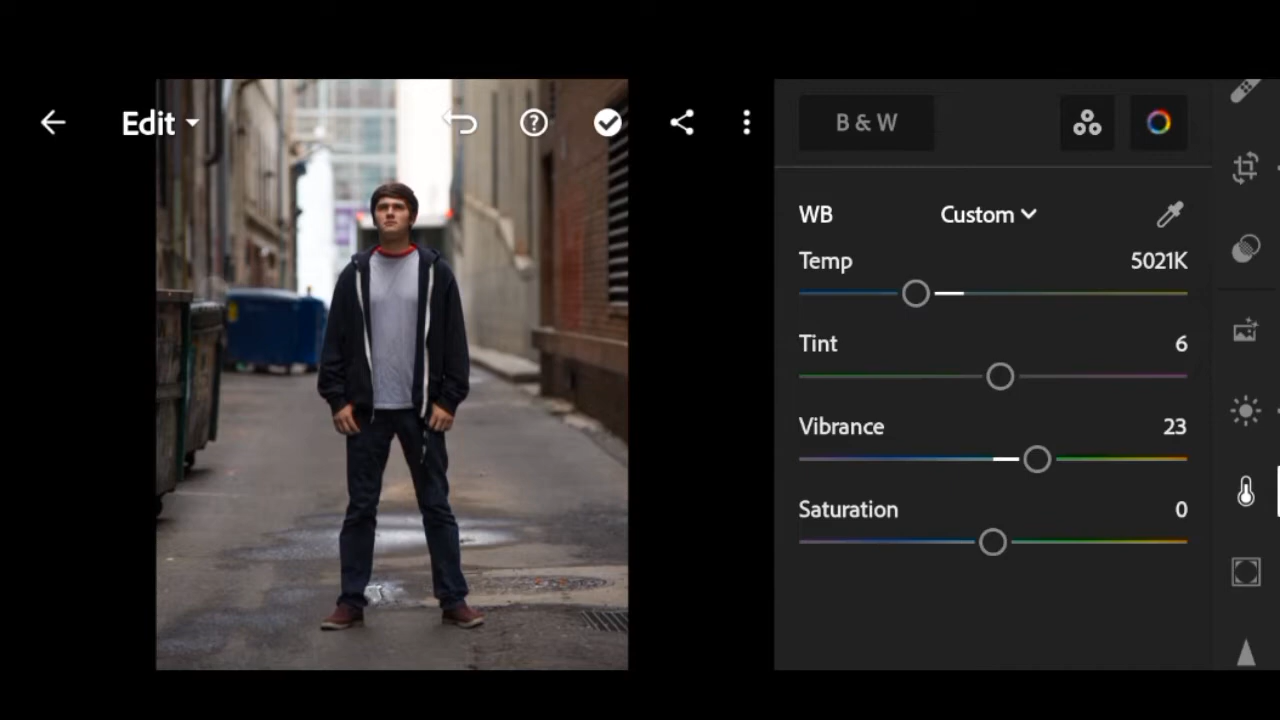 Edit
B & W
WB Custom
Temp 5021K
Tint 6
Vibrance 23
Saturation 0